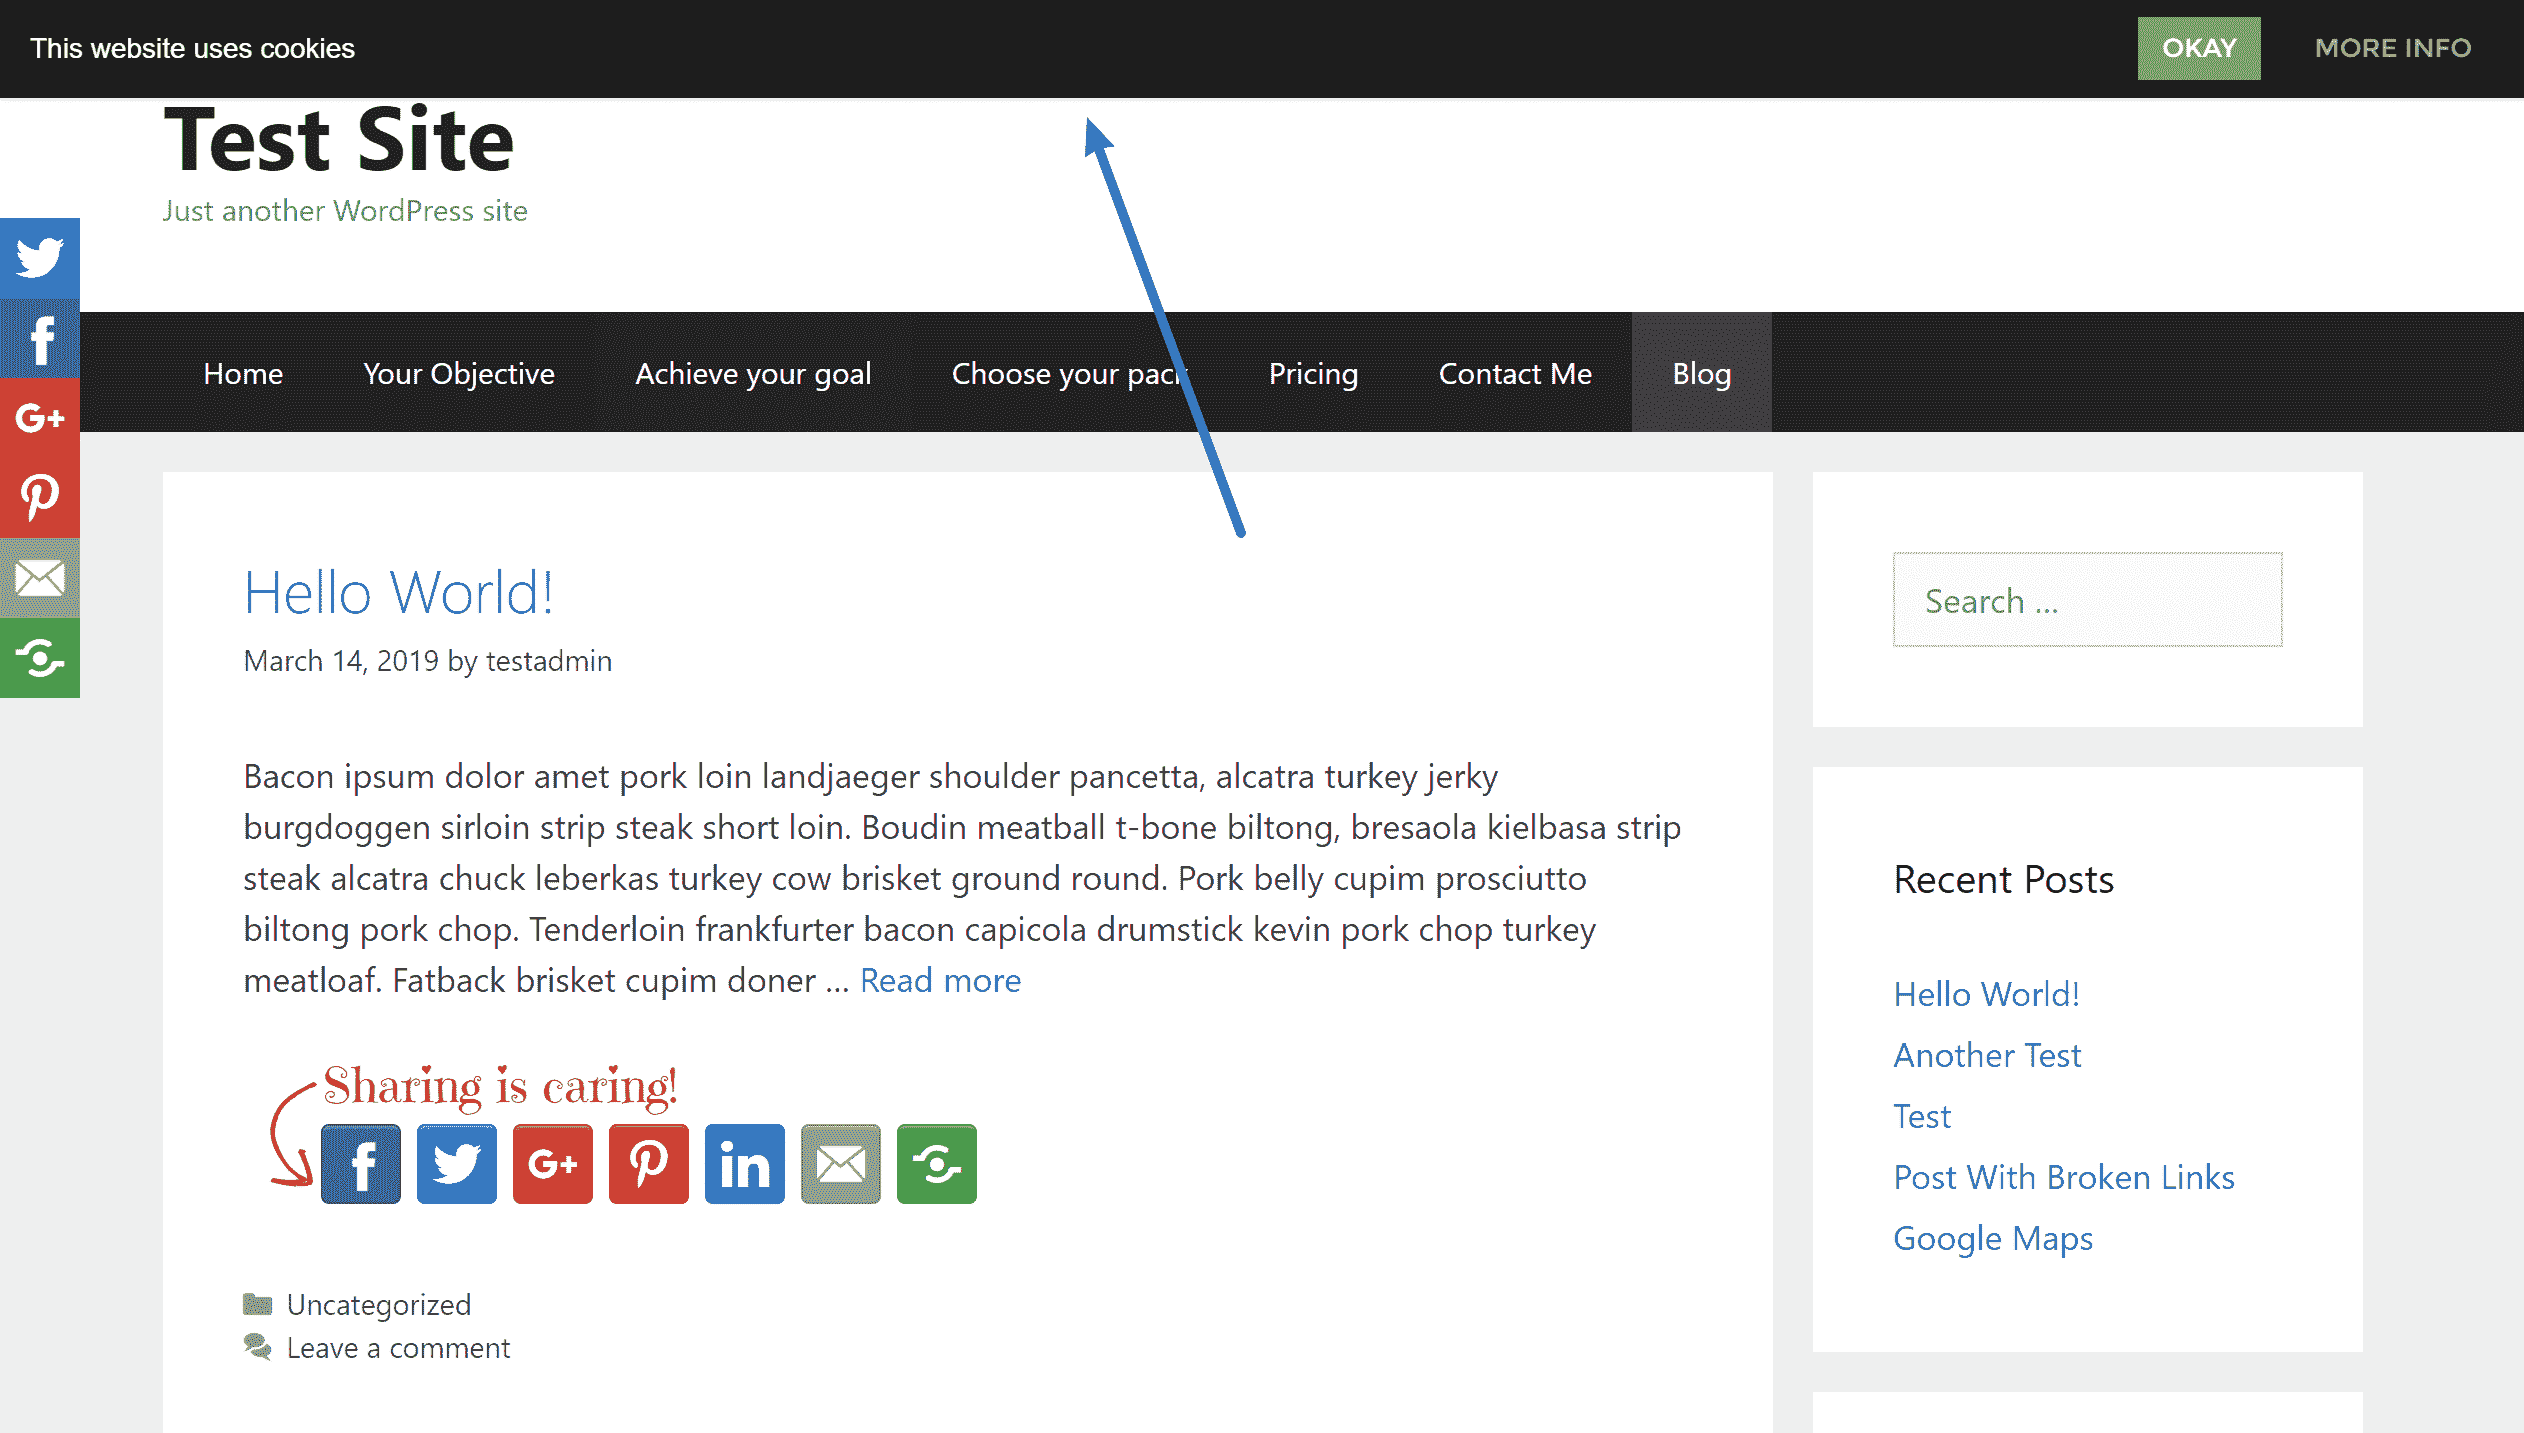 This website uses cookies
OKAY
MORE INFO
Test Site
Just another WordPress site
Home
Your Objective
Achieve your goal
Choose your pack
Pricing
Contact Me
Blog
Hello World!
March 14, 2019 by testadmin
Bacon ipsum dolor amet pork loin landjaeger shoulder pancetta, alcatra turkey jerky
burgdoggen sirloin strip steak short loin. Boudin meatball t-bone biltong, bresaola kielbasa strip
steak alcatra chuck leberkas turkey cow brisket ground round. Pork belly cupim prosciutto
biltong pork chop. Tenderloin frankfurter bacon capicola drumstick kevin pork chop turkey
meatloaf. Fatback brisket cupim doner ... Read more
Sharing is caring!
Uncategorized
Leave a comment
Search ...
Recent Posts
Hello World!
Another Test
Test
Post With Broken Links
Google Maps